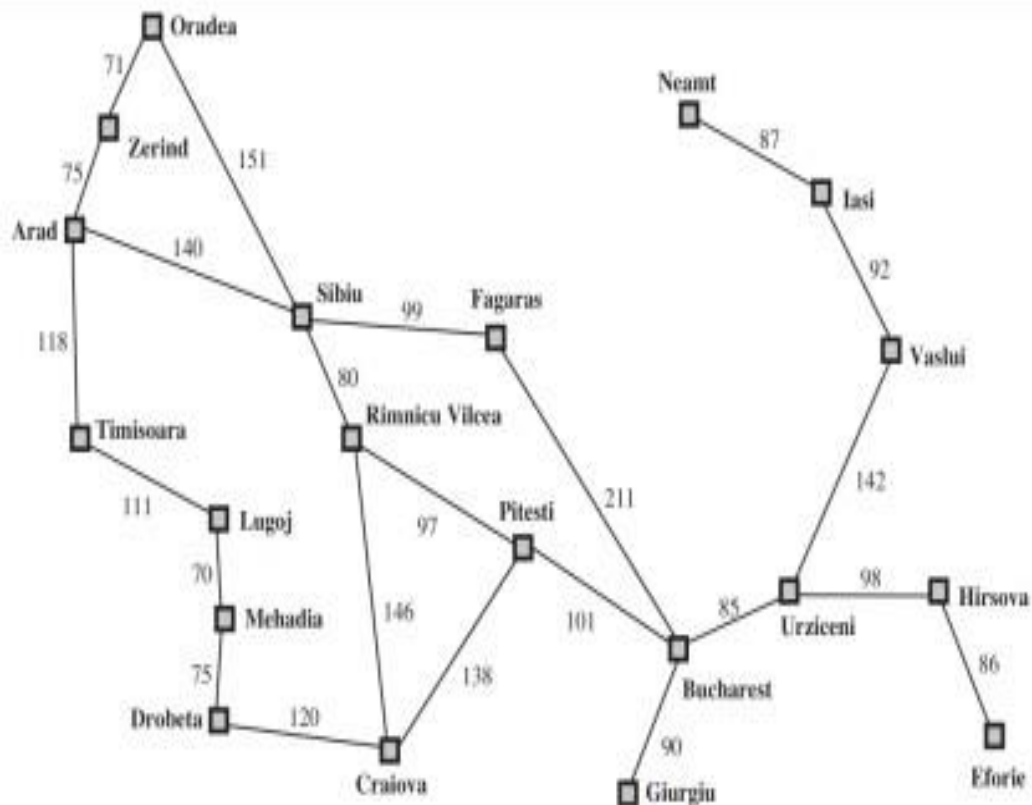 Oradea
71
Neamt
87
Zerind
151
75
Iasi
Arad
140
92
Sibiu
99
Fagaras
118
80
Vaslui
Rimnicu Vilcea
Timisoara
142
111
Lugoj
97
Pitesti
211
70
98
Hirsova
Mehadia
146
101
85
Urziceni
86
75
138
Bucharest
Drobeta
120
90
Craiova
Giurgiu
Eforie